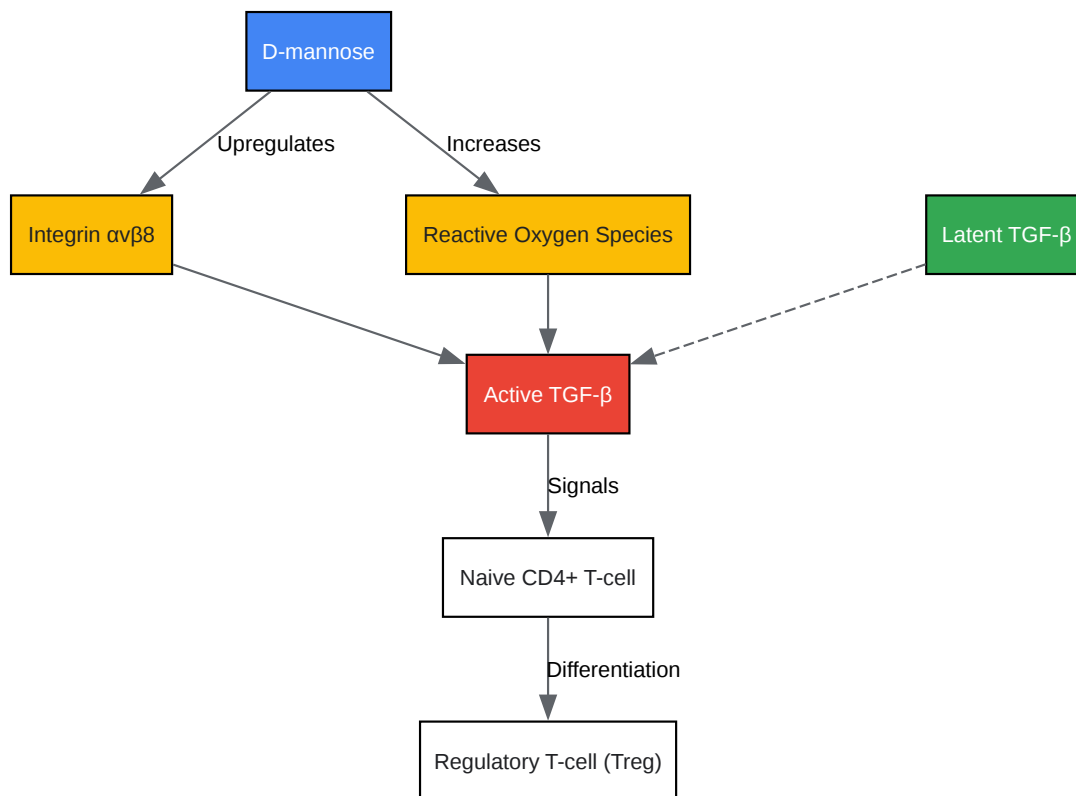 D-mannose
Upregulates
Increases
Integrin αvβ8
Reactive Oxygen Species
Latent TGF-β
Active TGF-β
Signals
Naive CD4+ T-cell
Differentiation
Regulatory T-cell (Treg)